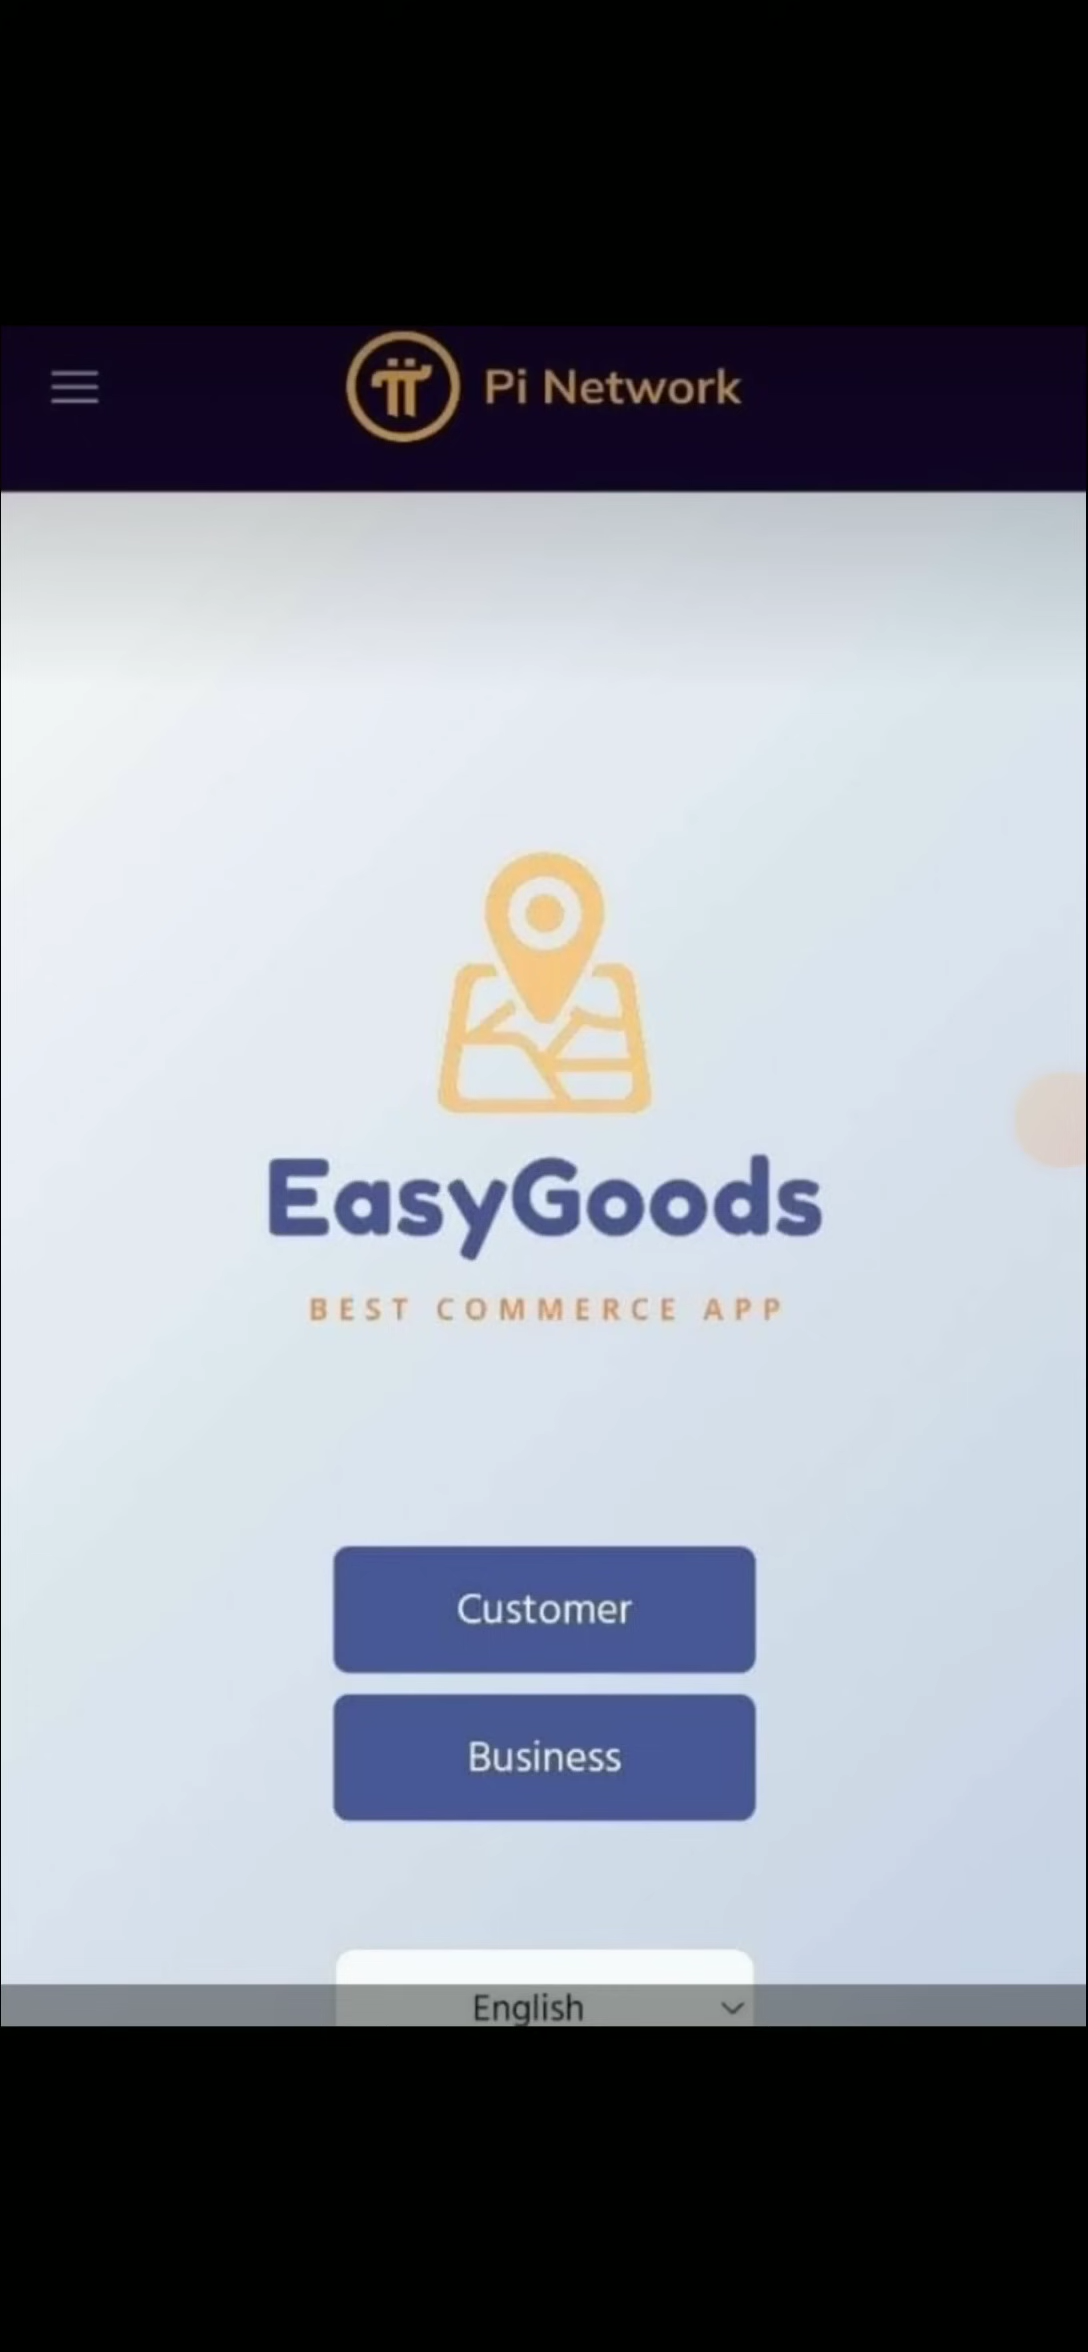 Pi Network
EasyGoods
BEST COMMERCE APP
Customer
Business
English